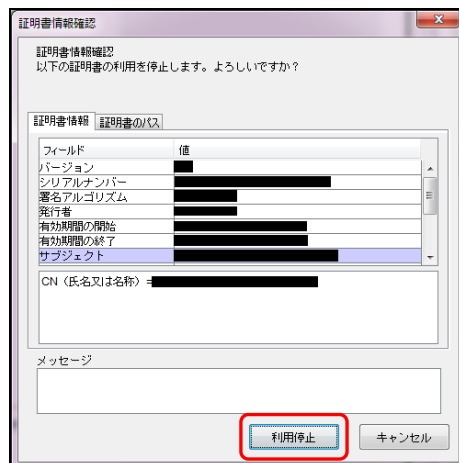 証明書情報確認
証明書情報確認
以下の証明書の利用を停止します。よろしいですか？
証明書情報 証明書のパス
フィールド 値
バージョン
シリアルナンバー
署名アルゴリズム
発行者
有効期間の開始
有効期間の終了
サブジェクト
CN（氏名又は名称）=
メッセージ
利用停止 キャンセル